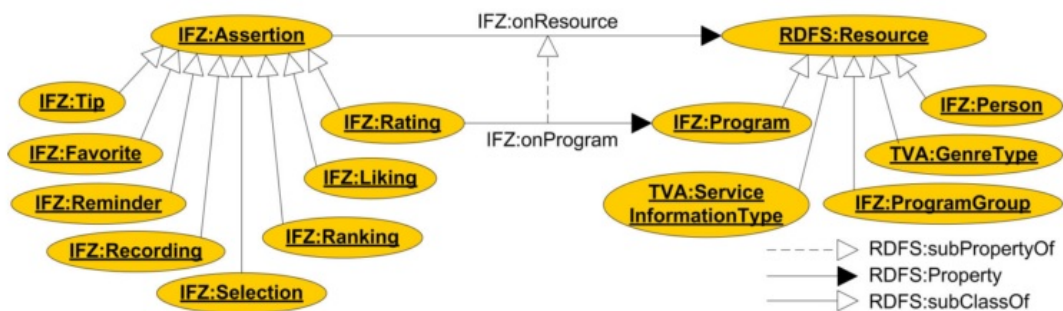 IFZ:onResource
IFZ:Assertion
RDFS:Resource
IFZ:Tip
IFZ:Rating
IFZ:onProgram
IFZ:Program
IFZ:Person
IFZ:Favorite
IFZ:Liking
TVA:GenreType
IFZ:Reminder
TVA:Service
InformationType
IFZ:ProgramGroup
IFZ:Recording
IFZ:Ranking
IFZ:Selection
RDFS:subPropertyOf
RDFS:Property
RDFS:subClassOf